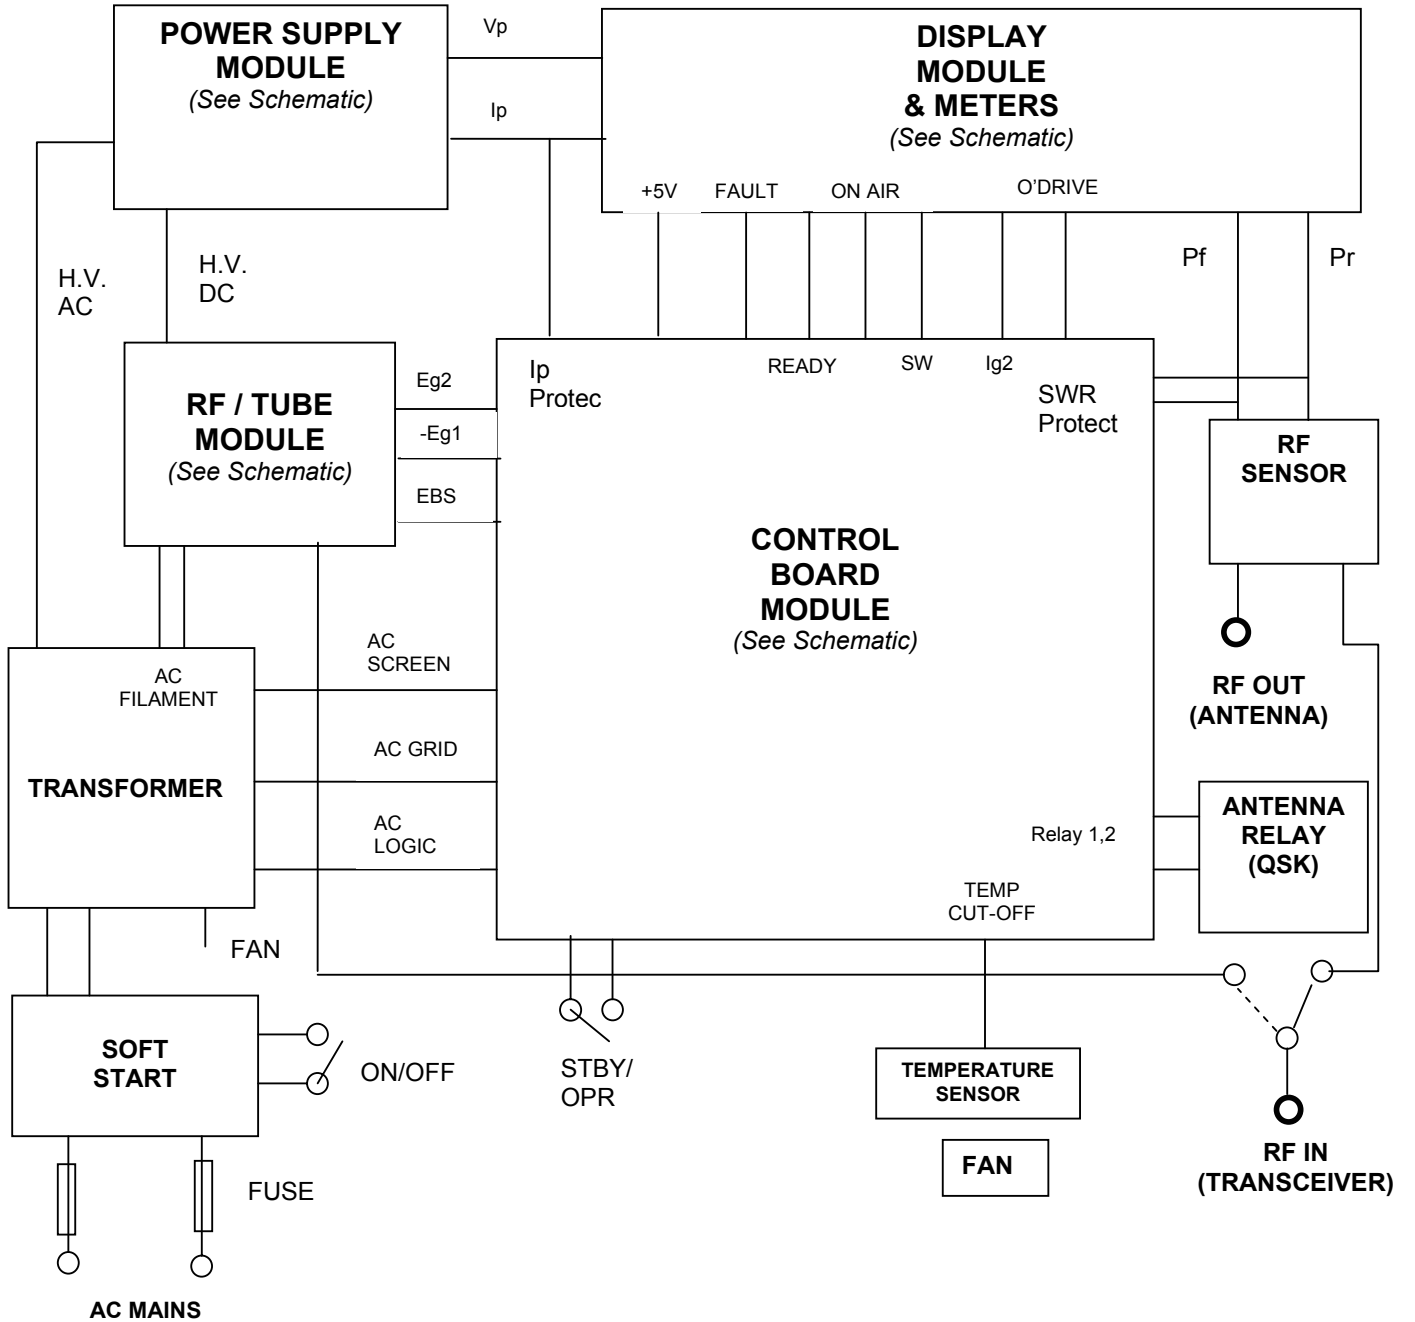 POWER SUPPLY
MODULE
(See Schematic)
Vp
Ip
DISPLAY
MODULE
& METERS
(See Schematic)
+5V
FAULT
ON AIR
O'DRIVE
H.V.
AC
H.V.
DC
Pf
Pr
RF / TUBE
MODULE
(See Schematic)
Eg2
-Eg1
EBS
Ip
Protec
READY
SW
Ig2
SWR
Protect
RF
SENSOR
CONTROL
BOARD
MODULE
(See Schematic)
AC
SCREEN
AC
FILAMENT
RF OUT
(ANTENNA)
AC GRID
TRANSFORMER
AC
LOGIC
Relay 1,2
ANTENNA
RELAY
(QSK)
TEMP
CUT-OFF
FAN
SOFT
START
ON/OFF
STBY/
OPR
TEMPERATURE
SENSOR
FAN
RF IN
(TRANSCEIVER)
FUSE
AC MAINS